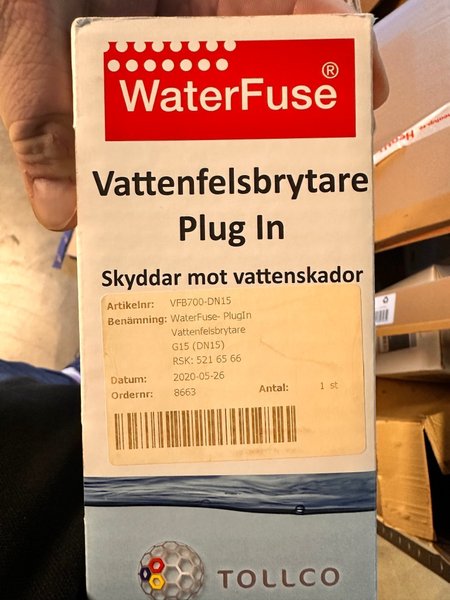 WaterFuse®
Vattenfelsbrytare
Plug In
Skyddar mot vattenskador
Artikelnr: VFB700-DN15
Benämning: WaterFuse- PlugIn
Vattenfelsbrytare
G15 (DN15)
RSK: 521 65 66
Datum: 2020-05-26
Ordernr: 8663 Antal: 1 st
TOLLCO